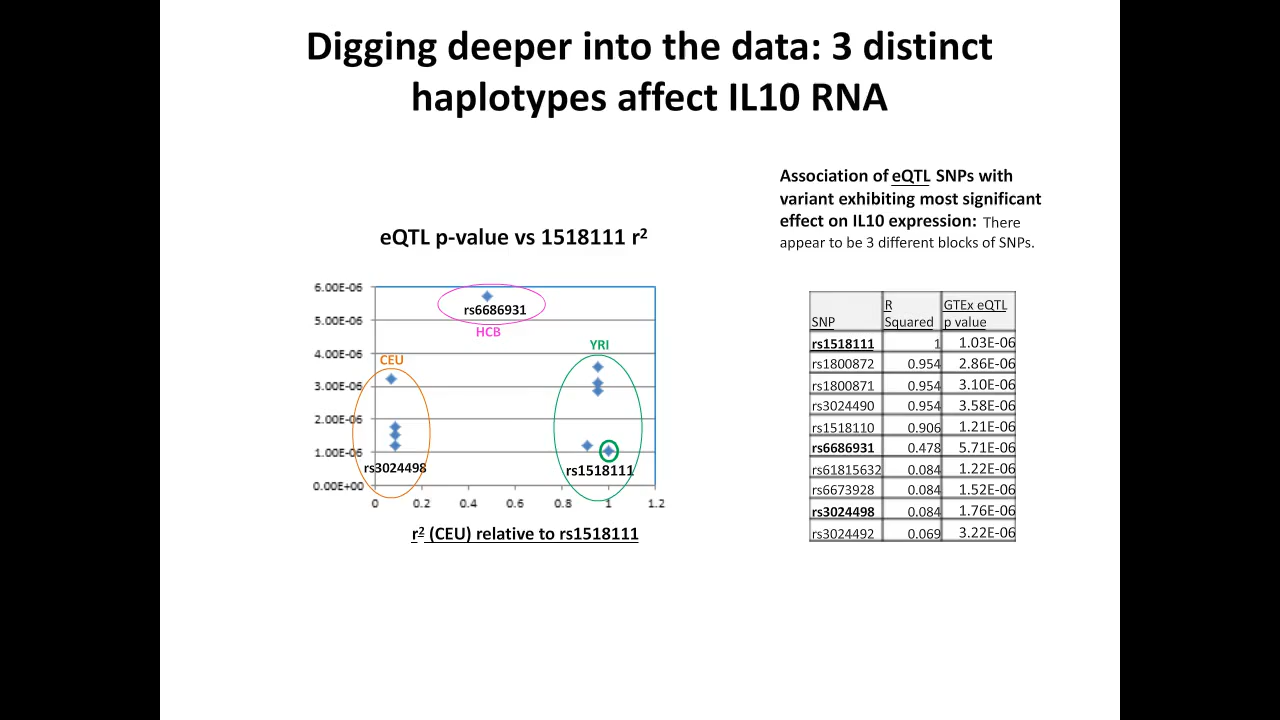 Digging deeper into the data: 3 distinct
haplotypes affect IL10 RNA
Association of eQTL SNPs with
variant exhibiting most significant
effect on IL10 expression: There
appear to be 3 different blocks of SNPs.
eQTL p-value vs 1518111 r²
6.00E-06
5.00E-06
4.00E-06
3.00E-06
2.00E-06
1.00E-06
0.00E+00
rs6686931
HCB
YRI
CEU
rs3024498
rs1518111
0 0.2 0.4 0.6 0.8 1 1.2
r² (CEU) relative to rs1518111
SNP R Squared GTEx eQTL p value
rs1518111 1 1.03E-06
rs1800872 0.954 2.86E-06
rs1800871 0.954 3.10E-06
rs3024490 0.954 3.58E-06
rs1518110 0.906 1.21E-06
rs6686931 0.478 5.71E-06
rs61815632 0.084 1.22E-06
rs6673928 0.084 1.52E-06
rs3024498 0.084 1.76E-06
rs3024492 0.069 3.22E-06